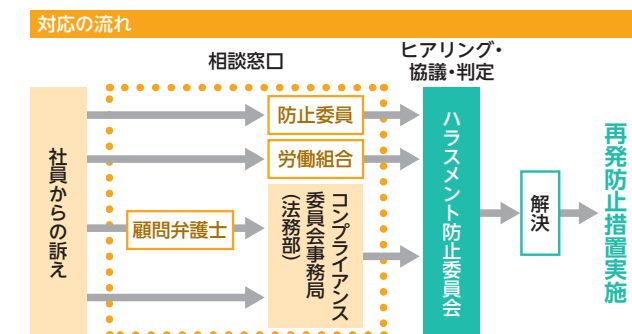 対応の流れ
相談窓口
ヒアリング・
協議・判定
社員からの訴え
防止委員
労働組合
顧問弁護士
コンプライアンス
委員会事務局
（法務部）
ハラスメント防止委員会
解決
再発防止措置実施